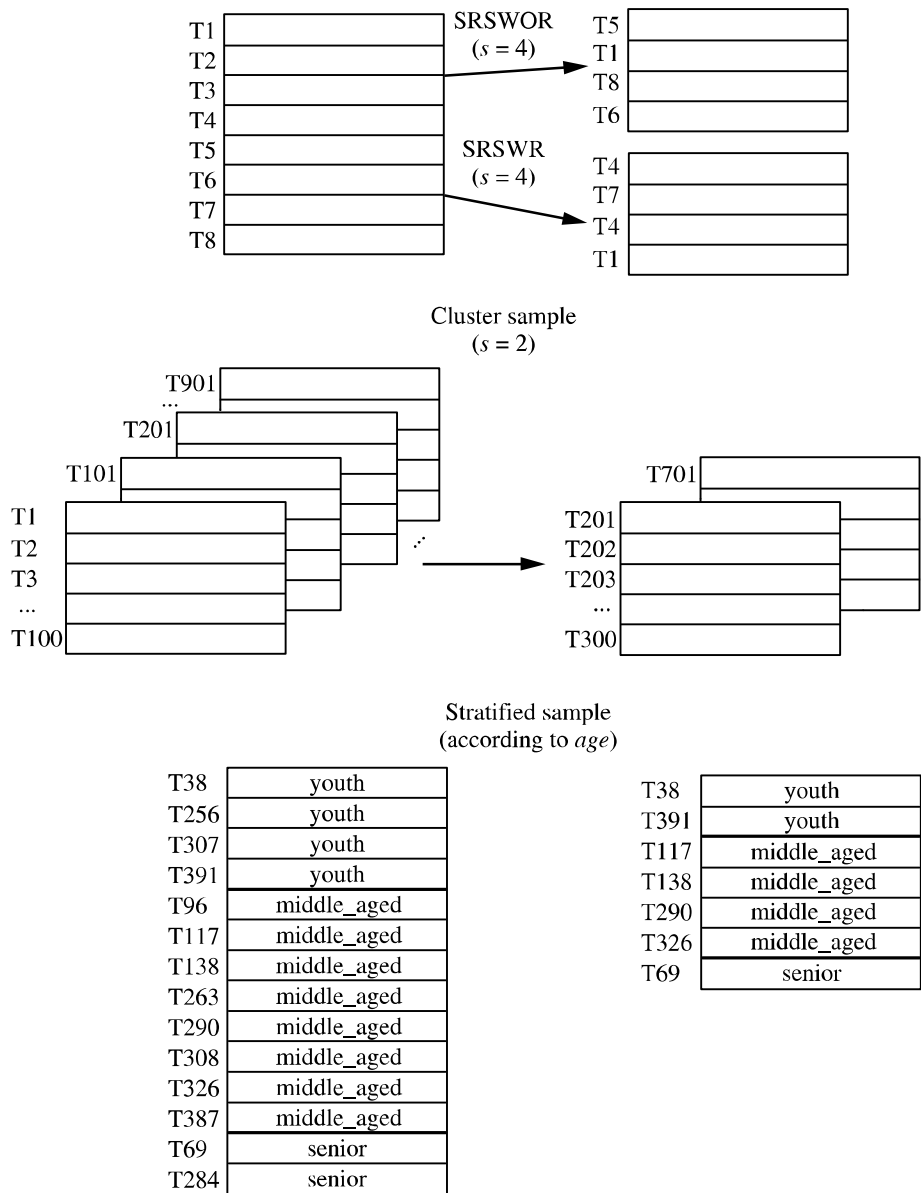 T1
T2
T3
T4
T5
T6
T7
T8
SRSWOR
(s = 4)
T5
T1
T8
T6
SRSWR
(s = 4)
T4
T7
T4
T1
Cluster sample
(s = 2)
T901
...
T201
T101
T1
T2
T3
...
T100
...
T701
T201
T202
T203
...
T300
Stratified sample
(according to age)
T38 youth
T256 youth
T307 youth
T391 youth
T96 middle_aged
T117 middle_aged
T138 middle_aged
T263 middle_aged
T290 middle_aged
T308 middle_aged
T326 middle_aged
T387 middle_aged
T69 senior
T284 senior
T38 youth
T391 youth
T117 middle_aged
T138 middle_aged
T290 middle_aged
T326 middle_aged
T69 senior